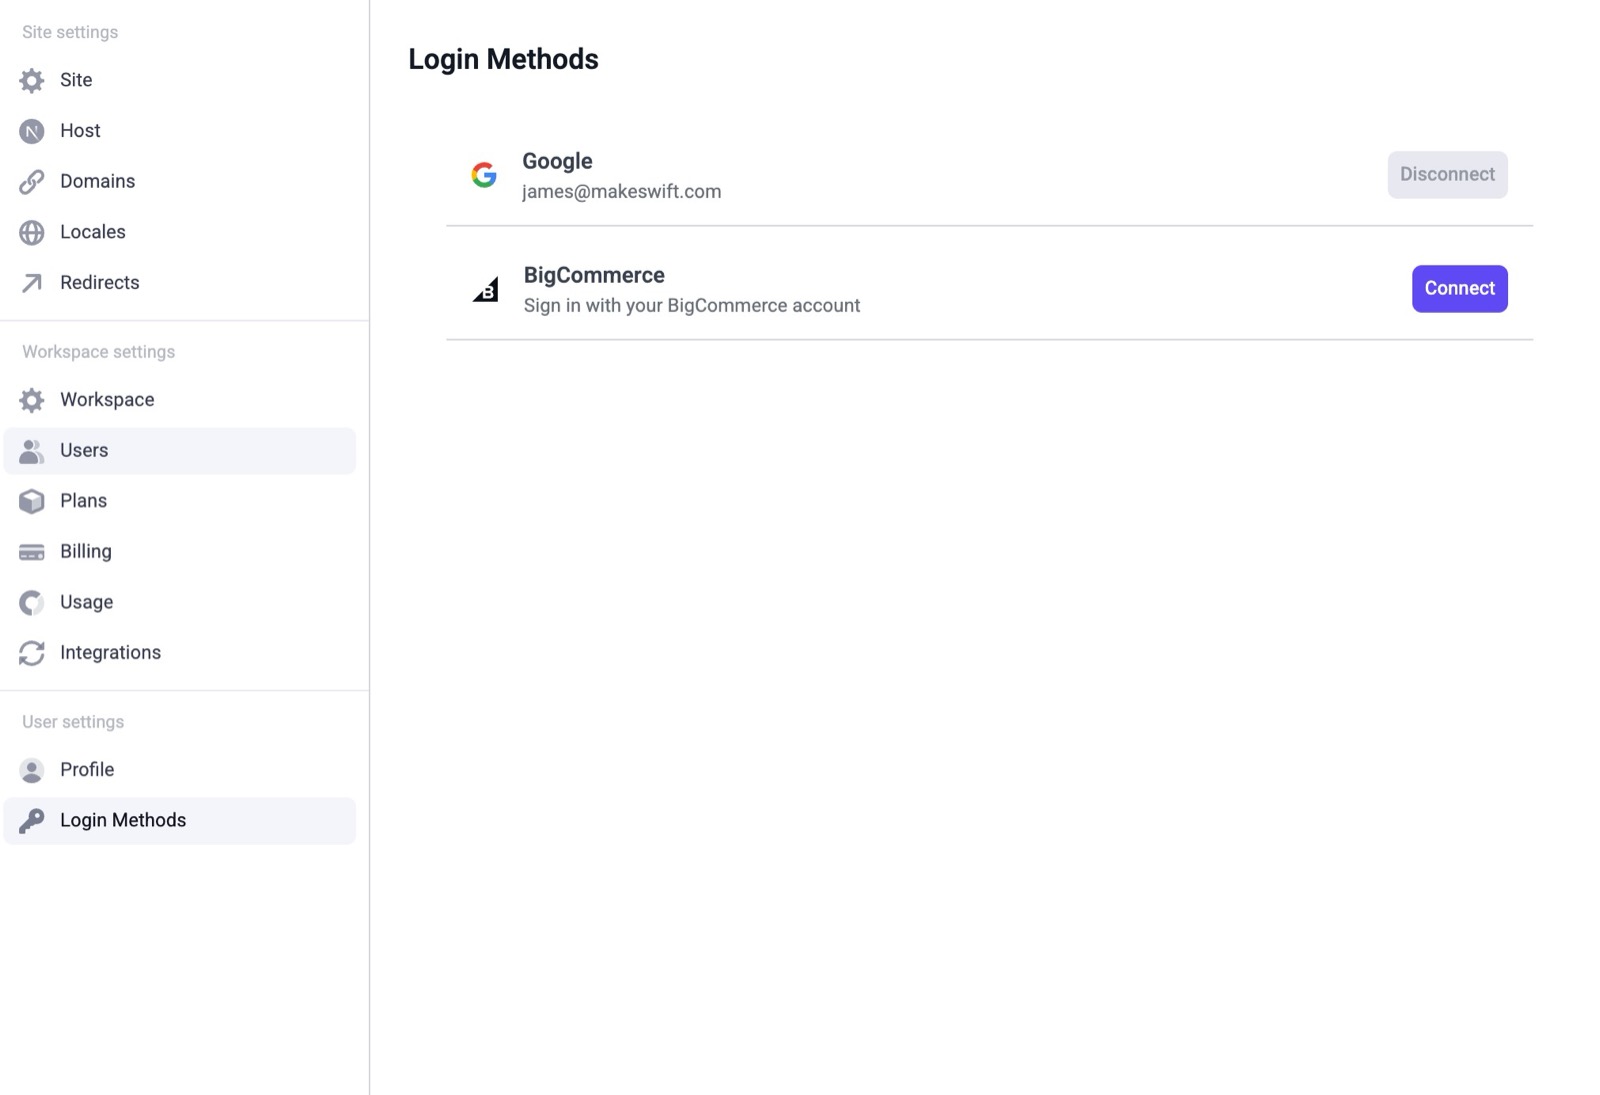 Site settings
Site
Host
Domains
Locales
Redirects
Workspace settings
Workspace
Users
Plans
Billing
Usage
Integrations
User settings
Profile
Login Methods
Login Methods
Google
james@makeswift.com
Disconnect
BigCommerce
Sign in with your BigCommerce account
Connect